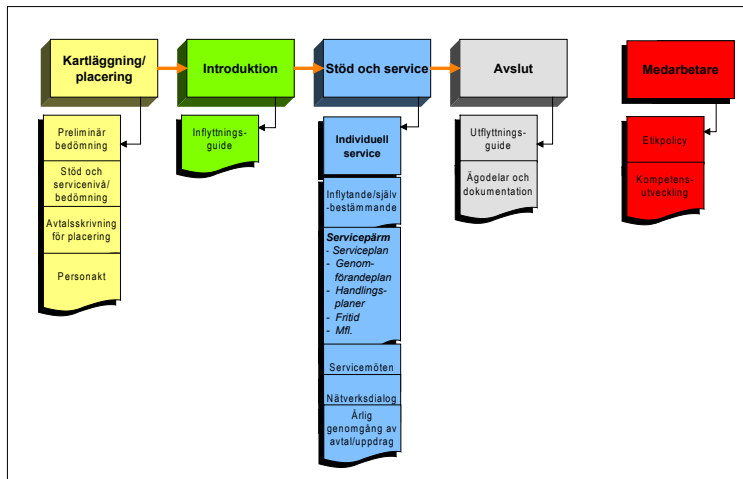 Kartläggning/
placering
Introduktion
Stöd och service
Avslut
Medarbetare
Preliminär
bedömning
Stöd och
servicenivå/
bedömning
Avtalsskrivning
för placering
Personakt
Inflyttnings-
guide
Individuell
service
Inflytande/själv
-bestämmande
Servicepärm
- Serviceplan
- Genom-
förandeplan
- Handlings-
planer
- Fritid
- Mfl.
Servicemöten
Nätverksdialog
Årlig
genomgång av
avtal/uppdrag
Utflyttnings-
guide
Ägodelar och
dokumentation
Etikpolicy
Kompetens-
utveckling